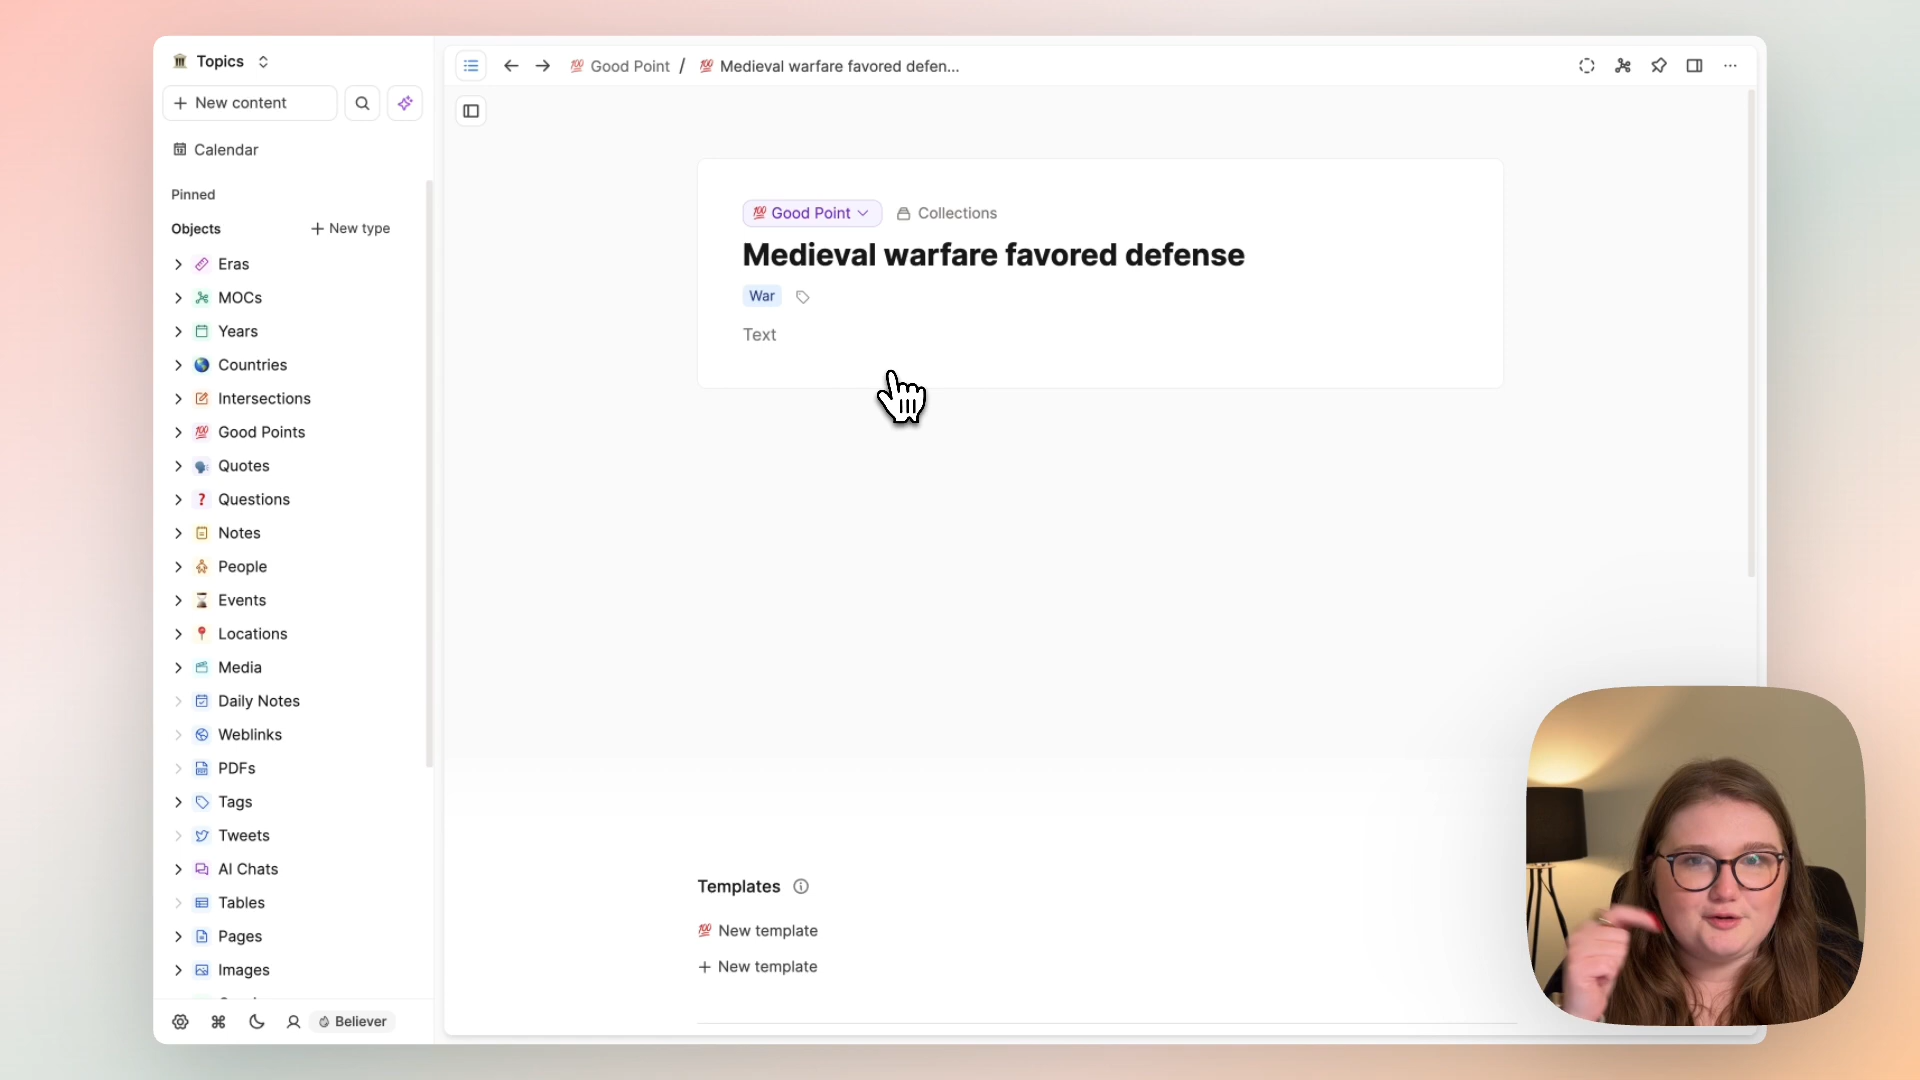 Topics
New content
Calendar
Pinned
Objects
New type
Eras
MOCs
Years
Countries
Intersections
Good Points
Quotes
Questions
Notes
People
Events
Locations
Media
Daily Notes
Weblinks
PDFs
Tags
Tweets
AI Chats
Tables
Pages
Images
Believer
Good Point / Medieval warfare favored defen...
Good Point Collections
Medieval warfare favored defense
War
Text
Templates
New template
New template